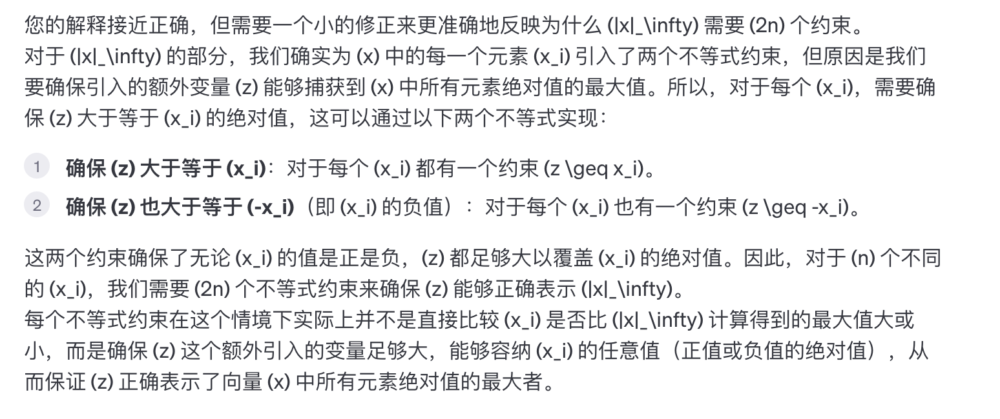 您的解释接近正确，但需要一个小的修正来更准确地反映为什么 (|x|_\infty) 需要 (2n) 个约束。
对于 (|x|_\infty) 的部分，我们确实为 (x) 中的每一个元素 (x_i) 引入了两个不等式约束，但原因是我们
要确保引入的额外变量 (z) 能够捕获到 (x) 中所有元素绝对值的最大值。所以，对于每个 (x_i)，需要确
保 (z) 大于等于 (x_i) 的绝对值，这可以通过以下两个不等式实现：
1 确保 (z) 大于等于 (x_i)：对于每个 (x_i) 都有一个约束 (z \geq x_i)。
2 确保 (z) 也大于等于 (-x_i)（即 (x_i) 的负值）：对于每个 (x_i) 也有一个约束 (z \geq -x_i)。
这两个约束确保了无论 (x_i) 的值是正是负，(z) 都足够大以覆盖 (x_i) 的绝对值。因此，对于 (n) 个不同
的 (x_i)，我们需要 (2n) 个不等式约束来确保 (z) 能够正确表示 (|x|_\infty)。
每个不等式约束在这个情境下实际上并不是直接比较 (x_i) 是否比 (|x|_\infty) 计算得到的最大值大或
小，而是确保 (z) 这个额外引入的变量足够大，能够容纳 (x_i) 的任意值（正值或负值的绝对值），从
而保证 (z) 正确表示了向量 (x) 中所有元素绝对值的最大者。